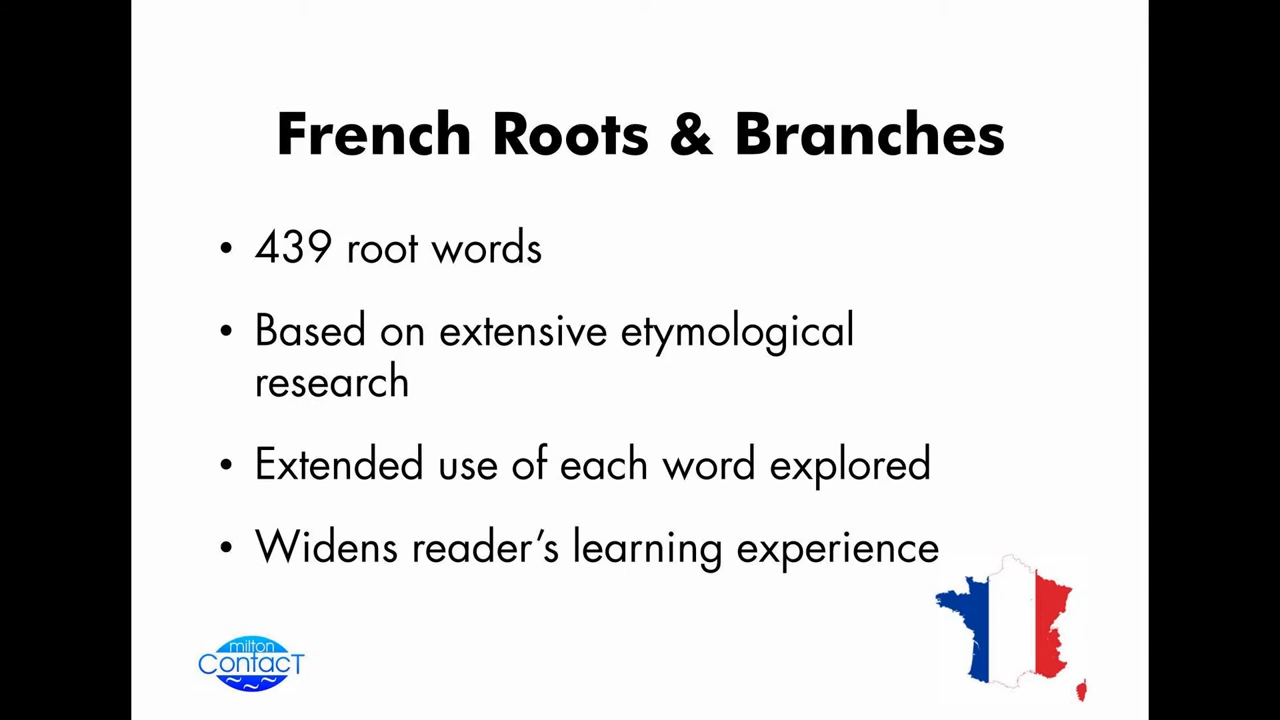 French Roots & Branches
• 439 root words
• Based on extensive etymological
research
• Extended use of each word explored
• Widens reader’s learning experience
milton
ContacT